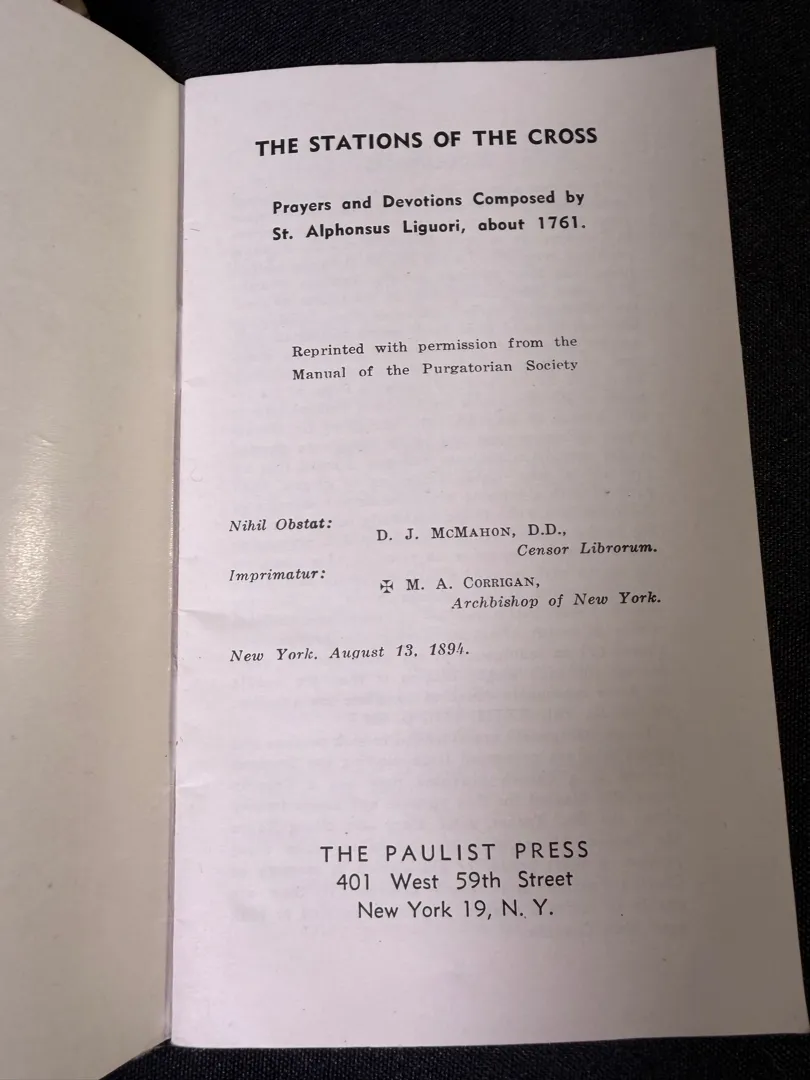 THE STATIONS OF THE CROSS
Prayers and Devotions Composed by
St. Alphonsus Liguori, about 1761.
Reprinted with permission from the
Manual of the Purgatorian Society
Nihil Obstat:
D. J. McMAHON, D.D.,
Censor Librorum.
Imprimatur:
✠ M. A. CORRIGAN,
Archbishop of New York.
New York. August 13, 1894.
THE PAULIST PRESS
401 West 59th Street
New York 19, N. Y.